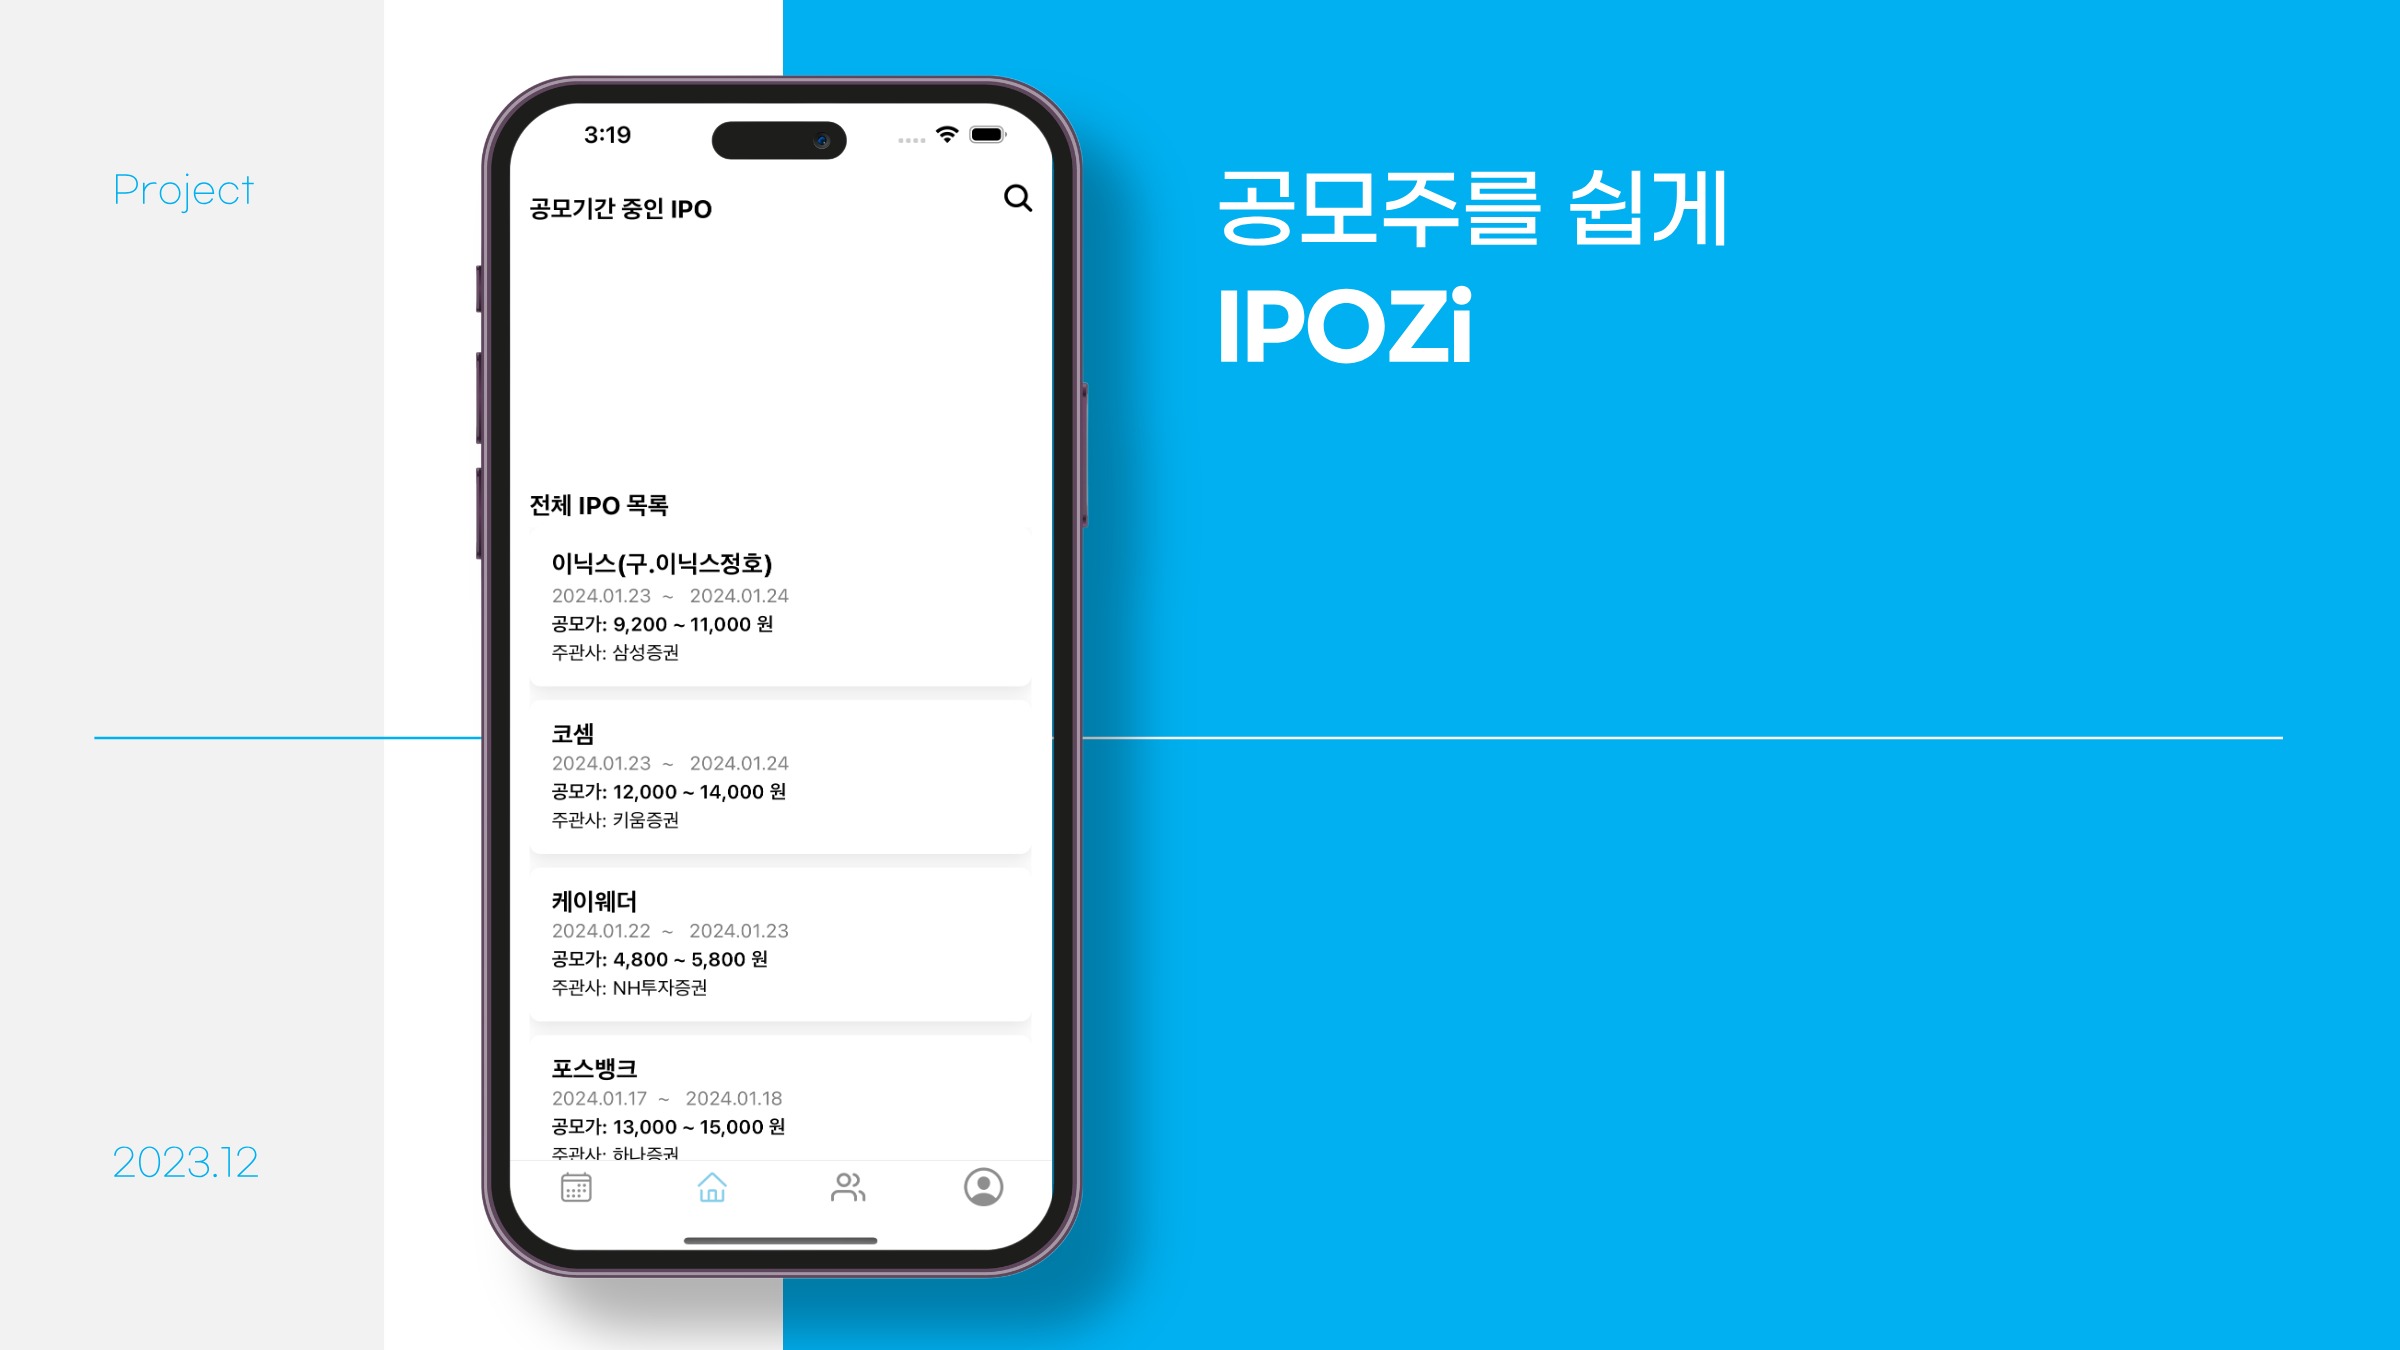 Project
2023.12
3:19
공모기간 중인 IPO
전체 IPO 목록
이닉스(구.이닉스정호)
2024.01.23 ~ 2024.01.24
공모가: 9,200 ~ 11,000 원
주관사: 삼성증권
코셈
2024.01.23 ~ 2024.01.24
공모가: 12,000 ~ 14,000 원
주관사: 키움증권
케이웨더
2024.01.22 ~ 2024.01.23
공모가: 4,800 ~ 5,800 원
주관사: NH투자증권
포스뱅크
2024.01.17 ~ 2024.01.18
공모가: 13,000 ~ 15,000 원
주관사: 하나증권
공모주를 쉽게
IPOZi